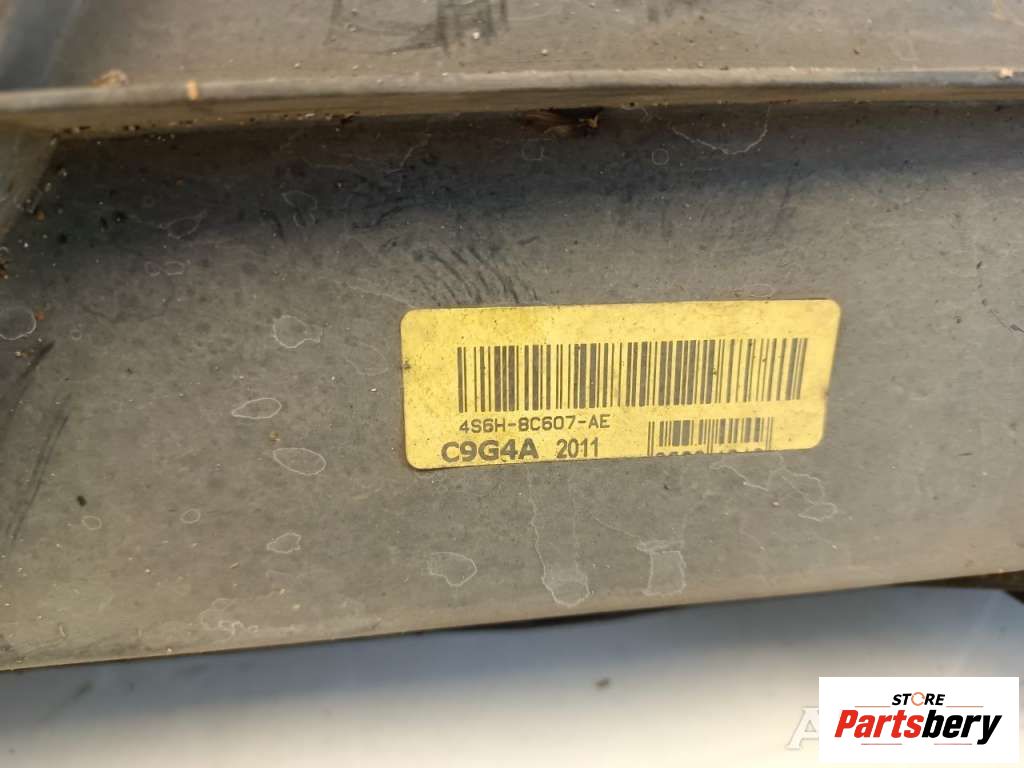 4S6H-8C607-AE
C9G4A 2011
STORE
Partsbery